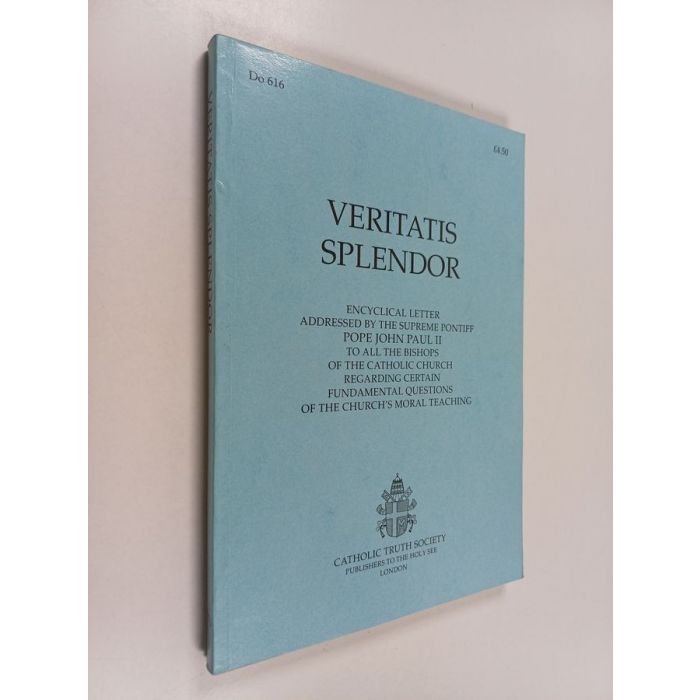 Do 616
£4.50
VERITATIS
SPLENDOR
ENCYCLICAL LETTER
ADDRESSED BY THE SUPREME PONTIFF
POPE JOHN PAUL II
TO ALL THE BISHOPS
OF THE CATHOLIC CHURCH
REGARDING CERTAIN
FUNDAMENTAL QUESTIONS
OF THE CHURCH'S MORAL TEACHING
CATHOLIC TRUTH SOCIETY
PUBLISHERS TO THE HOLY SEE
LONDON
VERITATIS SPLENDOR